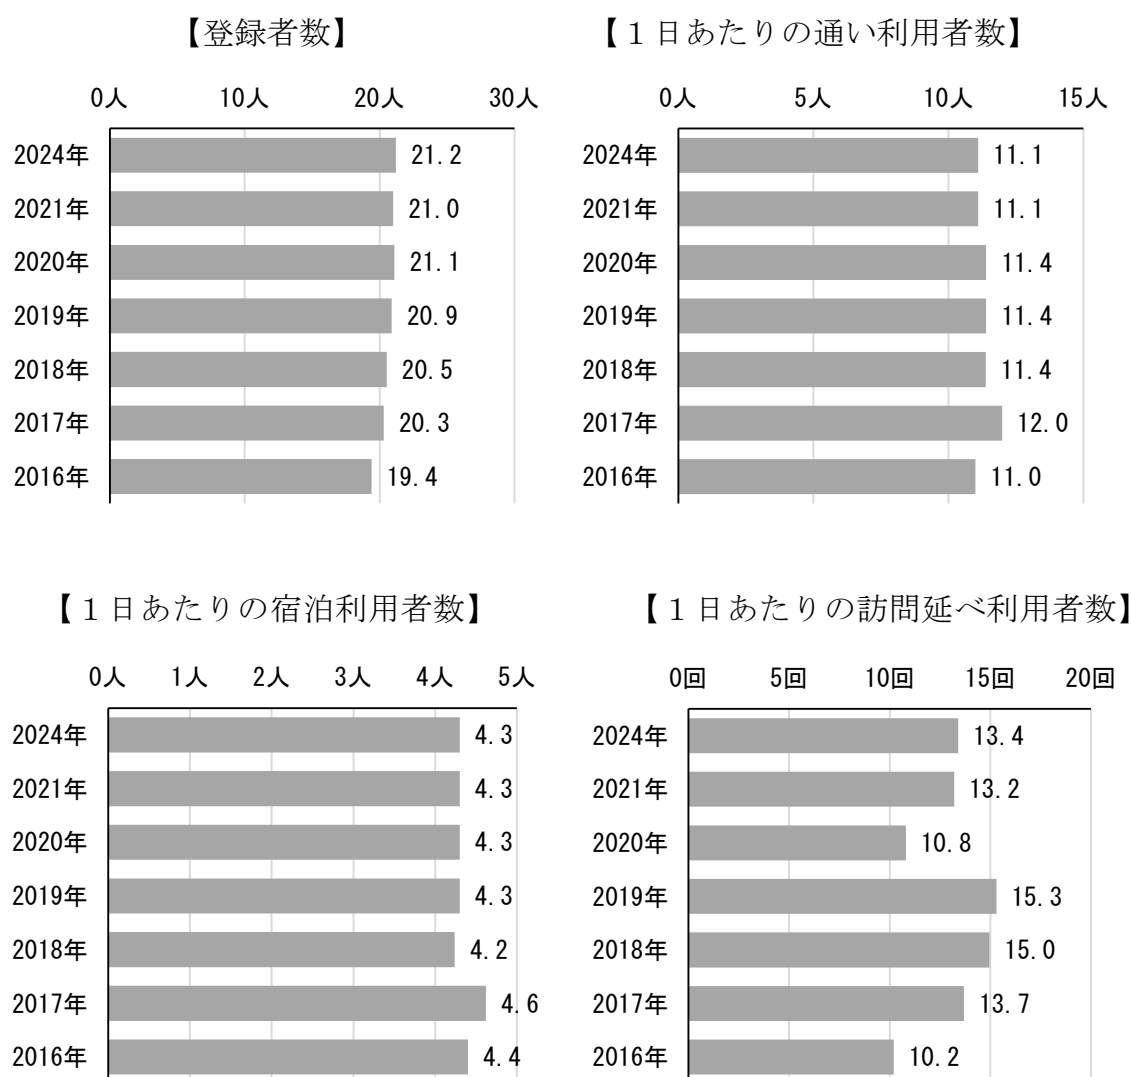 【登録者数】
0人 10人 20人 30人
2024年 21.2
2021年 21.0
2020年 21.1
2019年 20.9
2018年 20.5
2017年 20.3
2016年 19.4
【１日あたりの通い利用者数】
0人 5人 10人 15人
2024年 11.1
2021年 11.1
2020年 11.4
2019年 11.4
2018年 11.4
2017年 12.0
2016年 11.0
【１日あたりの宿泊利用者数】
0人 1人 2人 3人 4人 5人
2024年 4.3
2021年 4.3
2020年 4.3
2019年 4.3
2018年 4.2
2017年 4.6
2016年 4.4
【１日あたりの訪問延べ利用者数】
0回 5回 10回 15回 20回
2024年 13.4
2021年 13.2
2020年 10.8
2019年 15.3
2018年 15.0
2017年 13.7
2016年 10.2